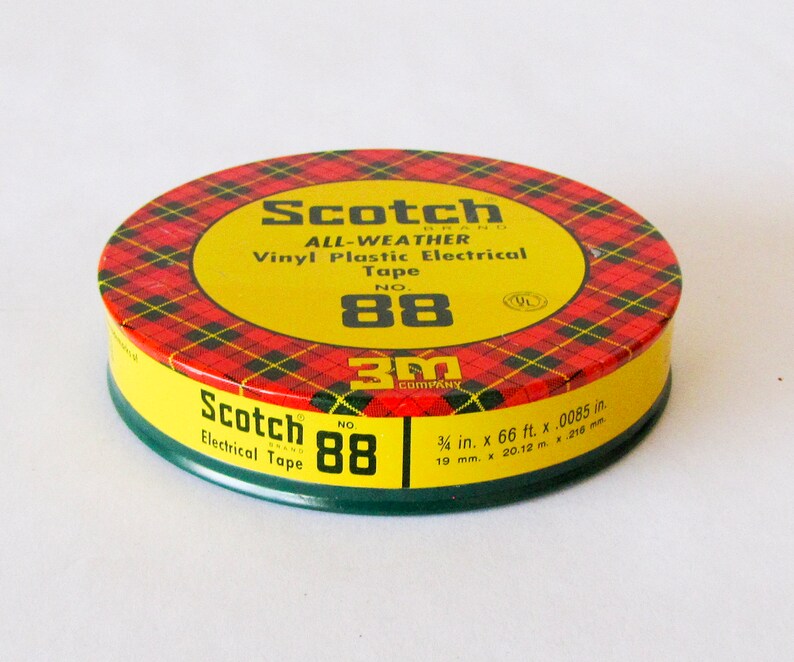 Scotch®
BRAND
ALL-WEATHER
Vinyl Plastic Electrical
Tape
NO.
88
UL
3M
COMPANY
Scotch®
BRAND
Electrical Tape
NO.
88
3/4 in. x 66 ft. x .0085 in.
19 mm. x 20.12 m. x .216 mm.